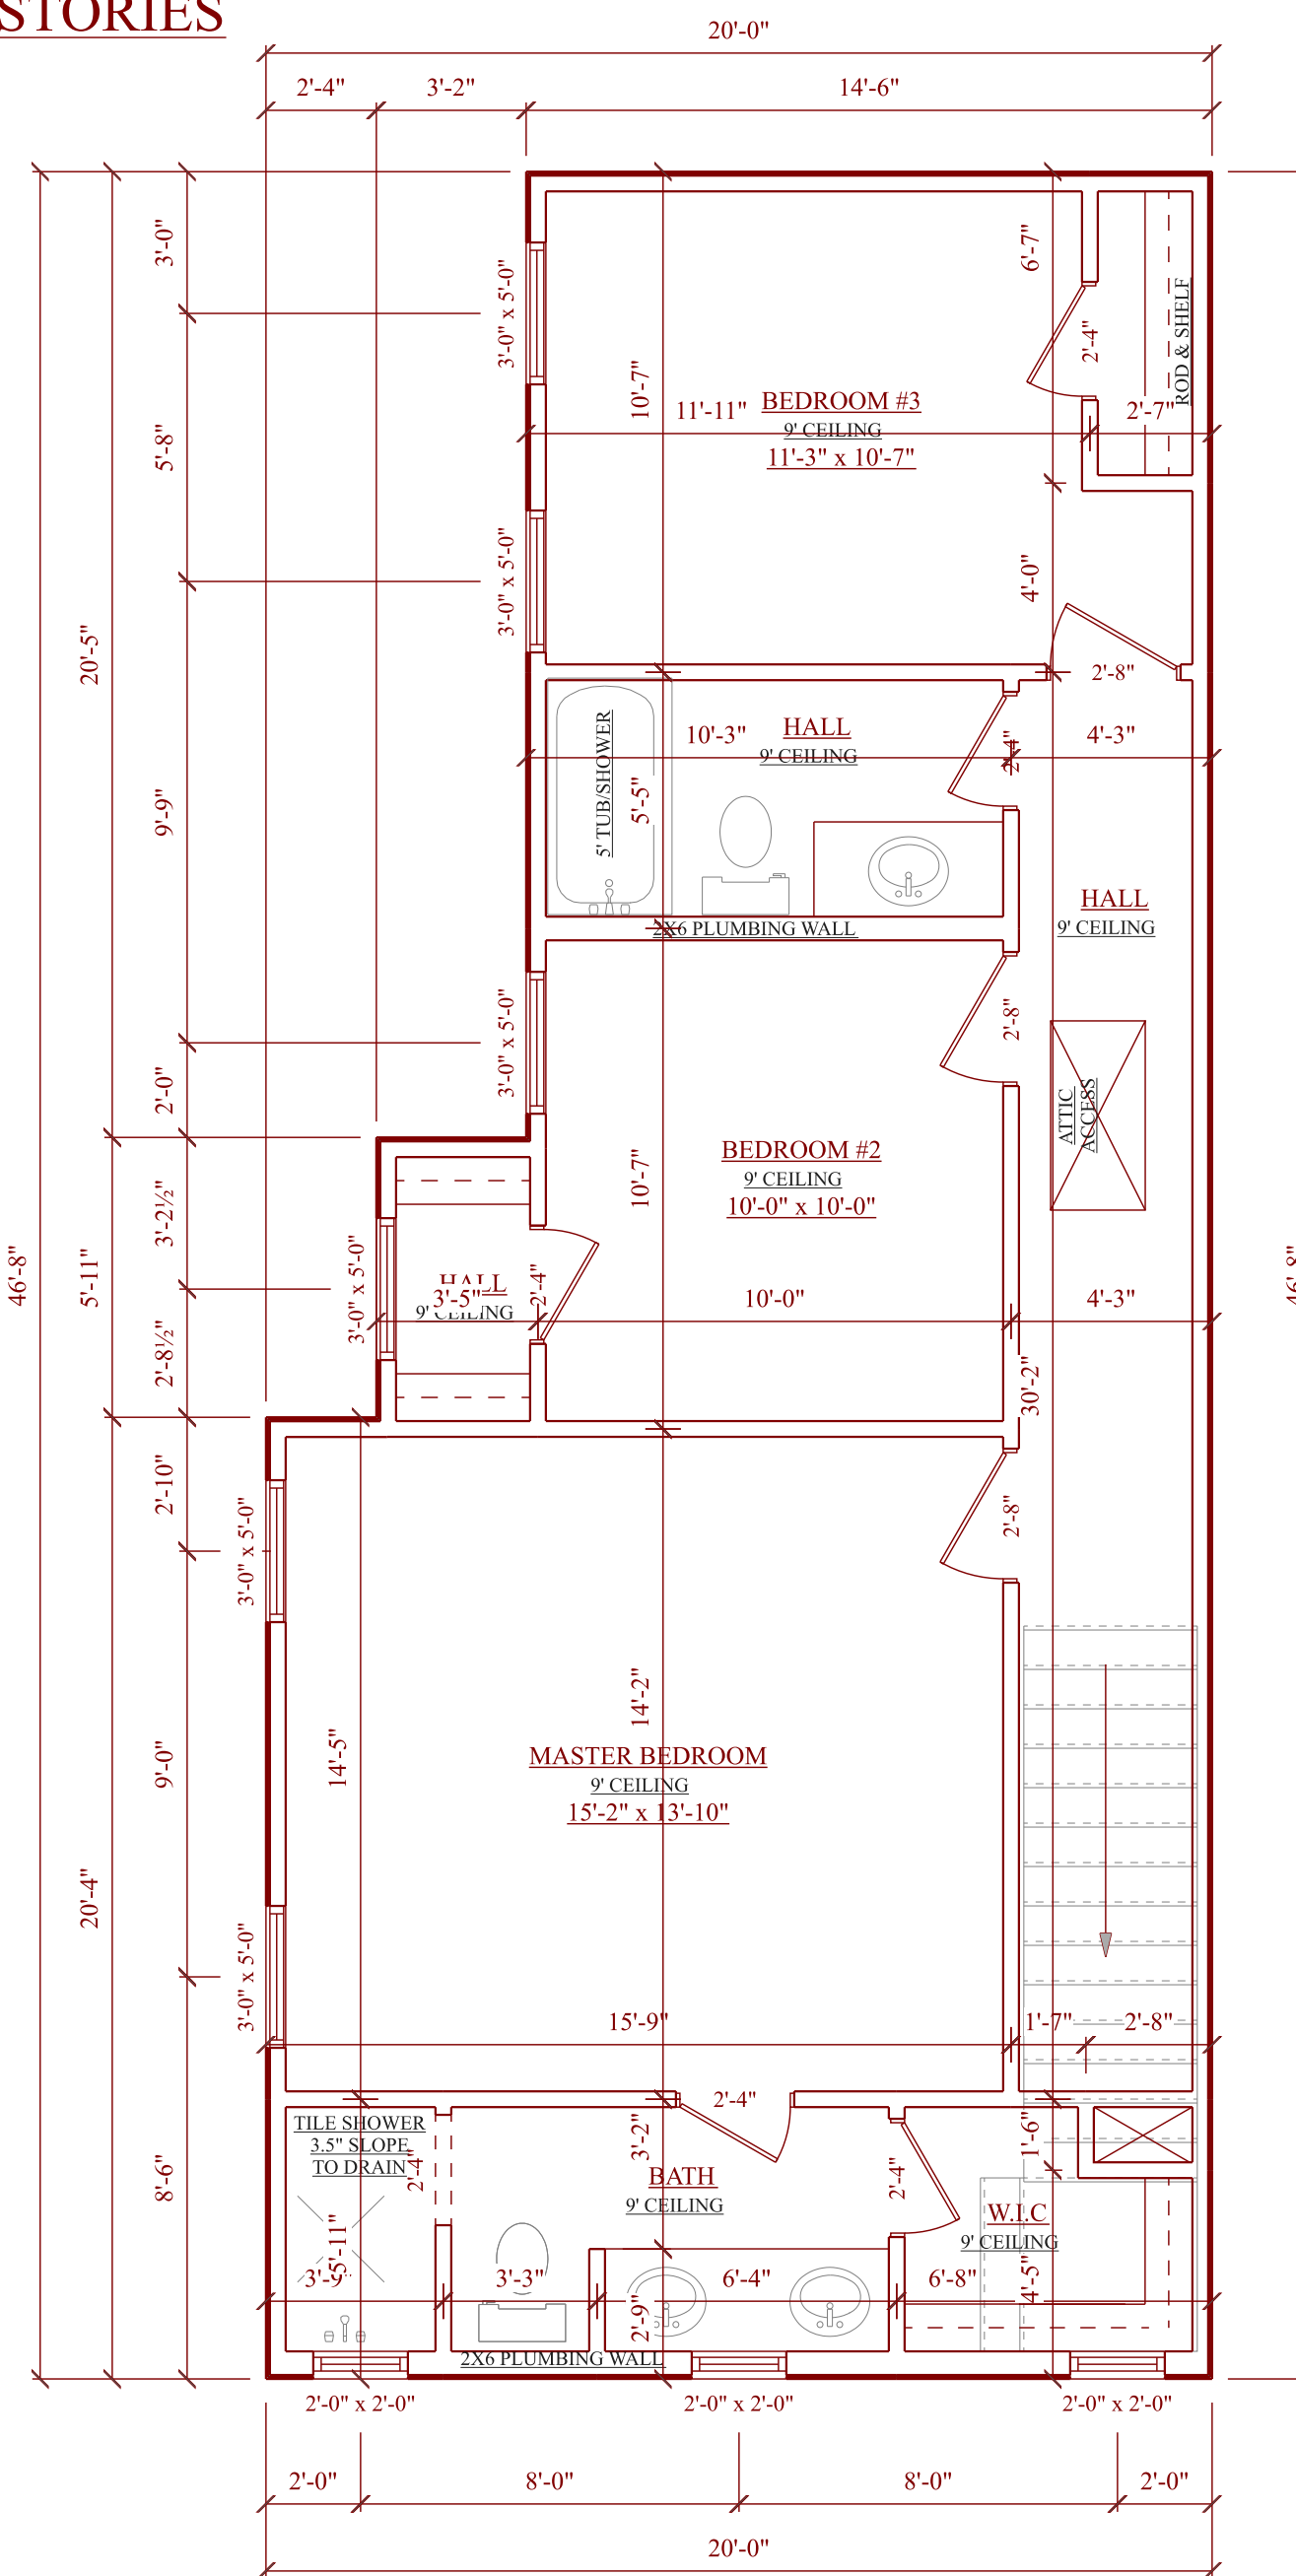 STORIES
20'-0"
2'-4"
3'-2"
14'-6"
3'-0"
3'-0" x 5'-0"
6'-7"
ROD & SHELF
2'-4"
10'-7"
11'-11"
BEDROOM #3
2'-7"
9' CEILING
11'-3" x 10'-7"
5'-8"
3'-0" x 5'-0"
4'-0"
20'-5"
2'-8"
9'-9"
5' TUB/SHOWER
10'-3"
HALL
9' CEILING
2'-4"
4'-3"
5'-5"
HALL
9' CEILING
2X6 PLUMBING WALL
3'-0" x 5'-0"
2'-8"
2'-0"
ATTIC
ACCESS
BEDROOM #2
9' CEILING
10'-0" x 10'-0"
10'-7"
3'-2½"
46'-8"
5'-11"
3'-0" x 5'-0"
HALL
3'-5"
9' CEILING
2'-4"
10'-0"
4'-3"
46'-8"
2'-8½"
30'-2"
2'-10"
3'-0" x 5'-0"
2'-8"
14'-2"
9'-0"
14'-5"
MASTER BEDROOM
9' CEILING
15'-2" x 13'-10"
20'-4"
3'-0" x 5'-0"
15'-9"
1'-7"
2'-8"
2'-4"
TILE SHOWER
3.5" SLOPE
TO DRAIN
2'-4"
3'-2"
BATH
9' CEILING
2'-4"
1'-6"
W.I.C
9' CEILING
8'-6"
5'-11"
3'-9"
3'-3"
6'-4"
6'-8"
4'-5"
2'-9"
2X6 PLUMBING WALL
2'-0" x 2'-0"
2'-0" x 2'-0"
2'-0" x 2'-0"
2'-0"
8'-0"
8'-0"
2'-0"
20'-0"